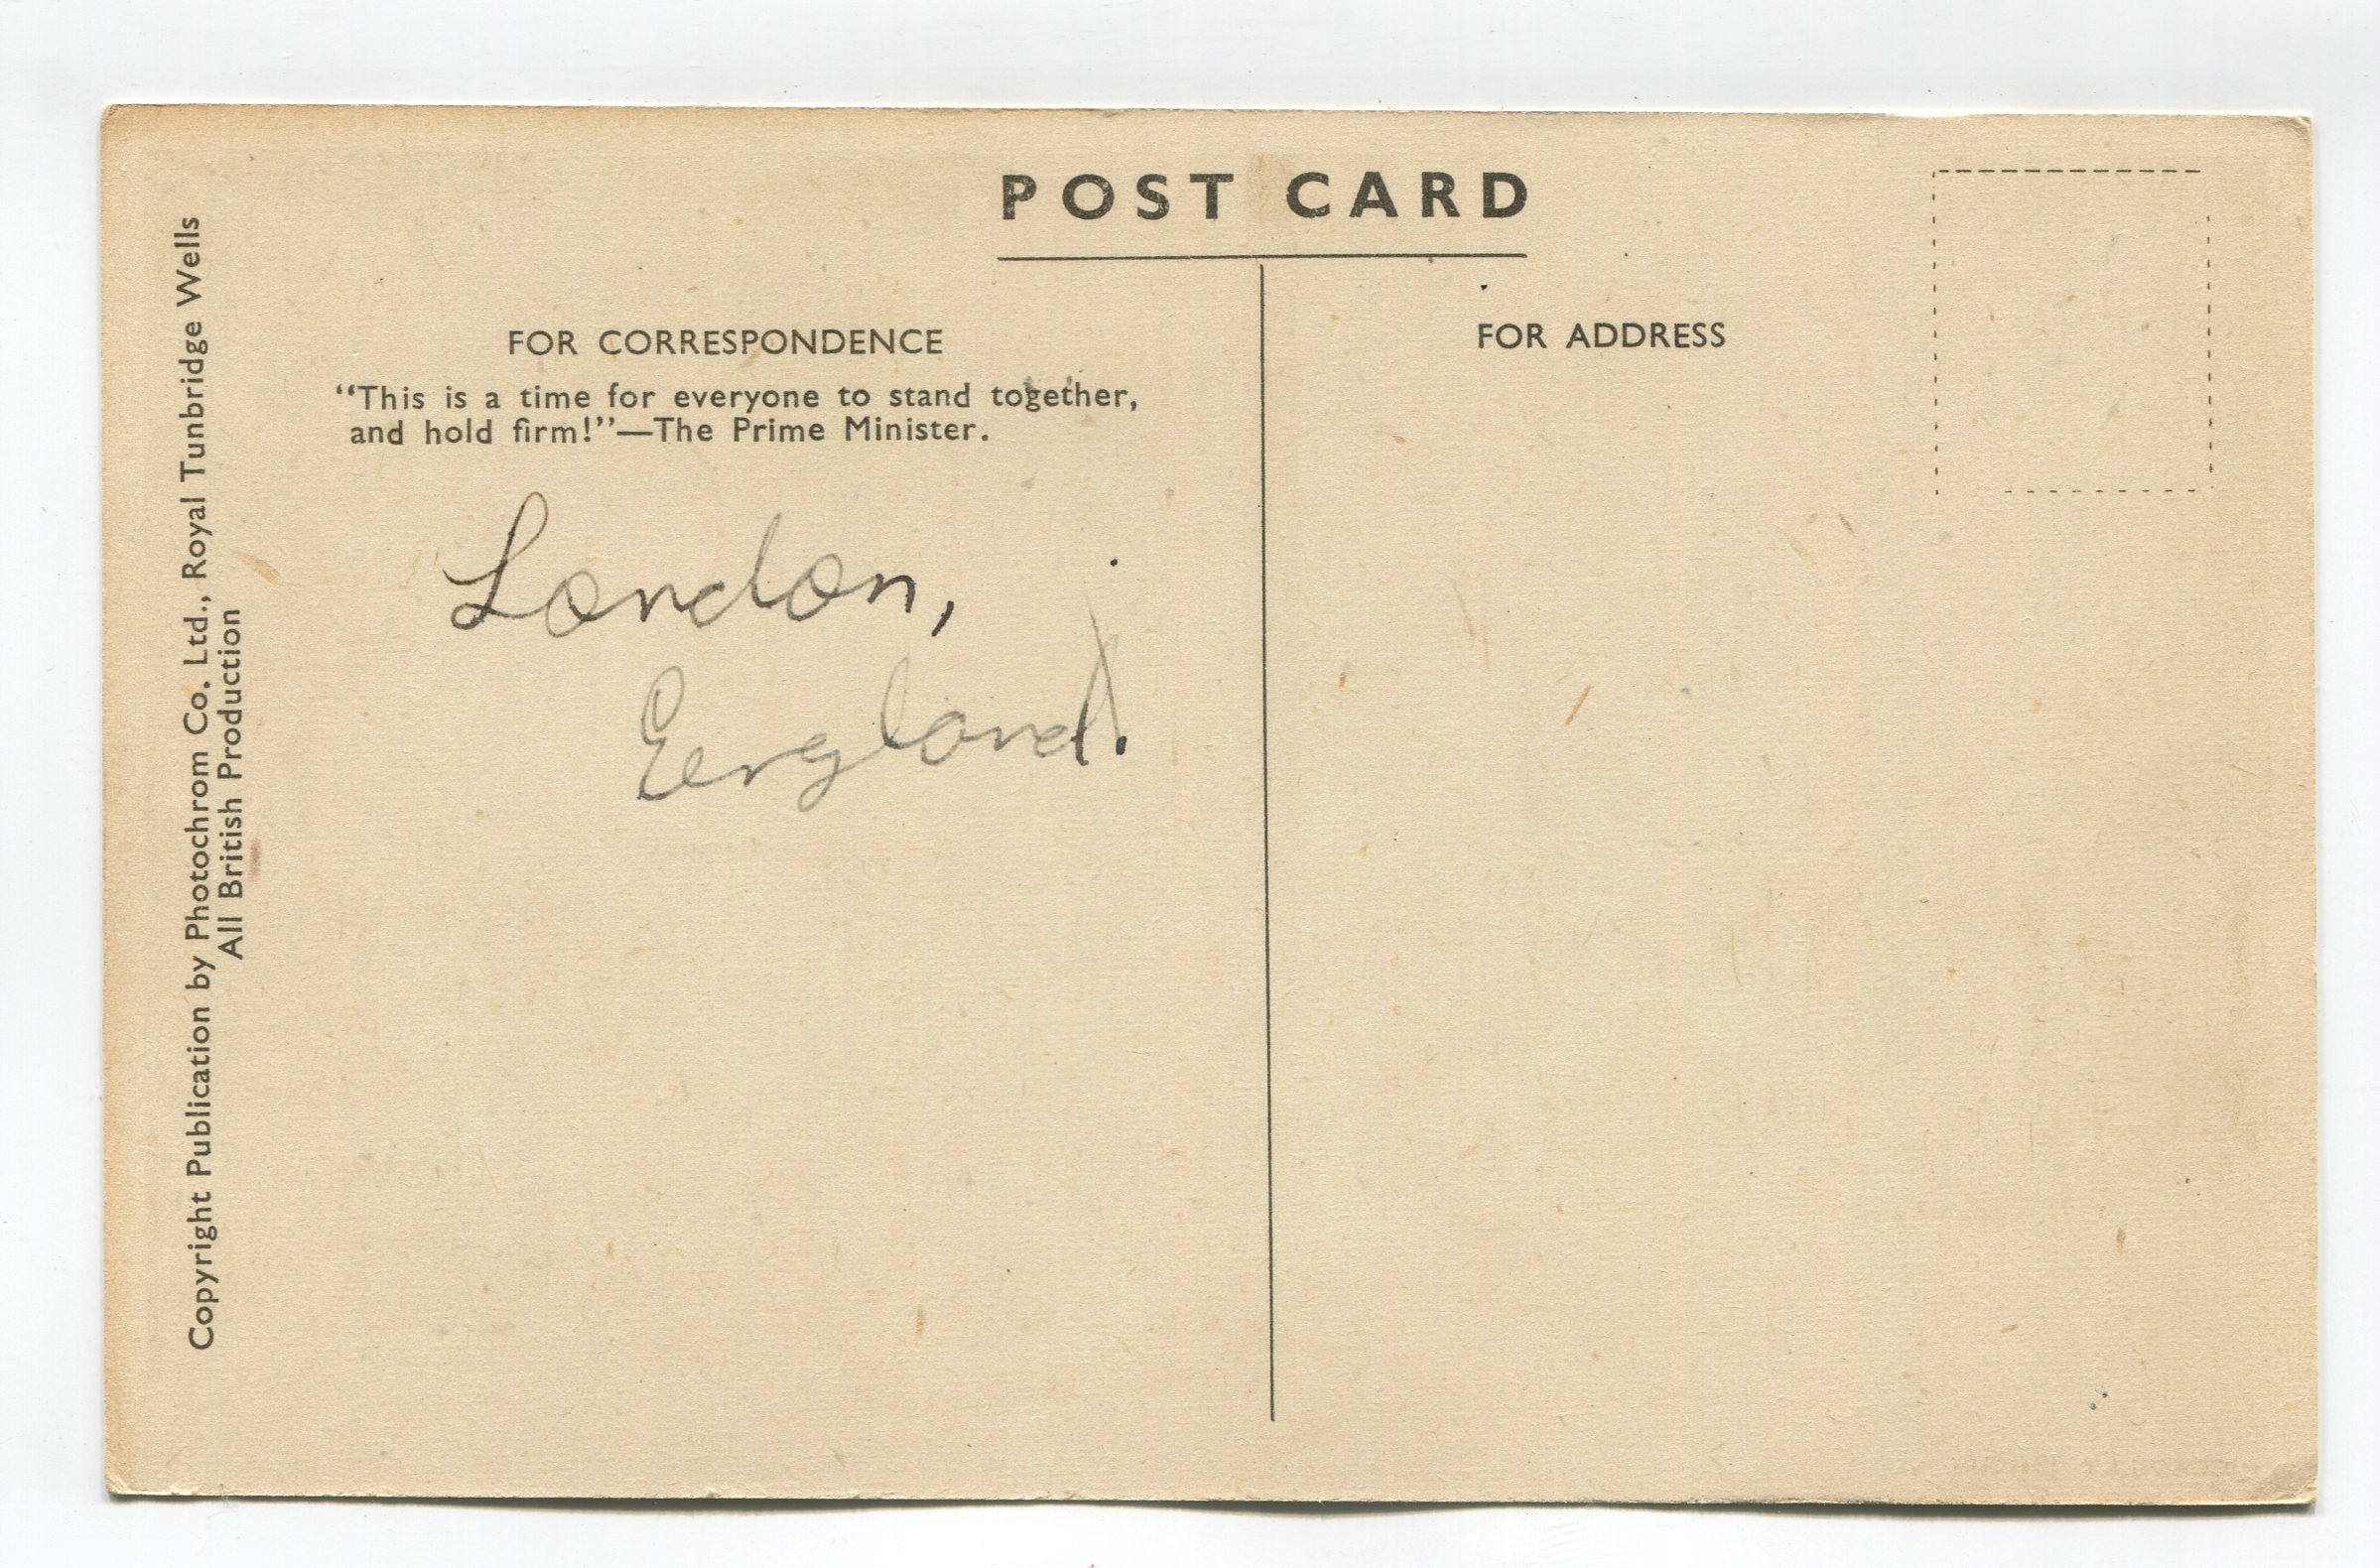 POST CARD
FOR CORRESPONDENCE
"This is a time for everyone to stand together,
and hold firm!"—The Prime Minister.
London,
England.
FOR ADDRESS
Copyright Publication by Photochrom Co. Ltd., Royal Tunbridge Wells
All British Production